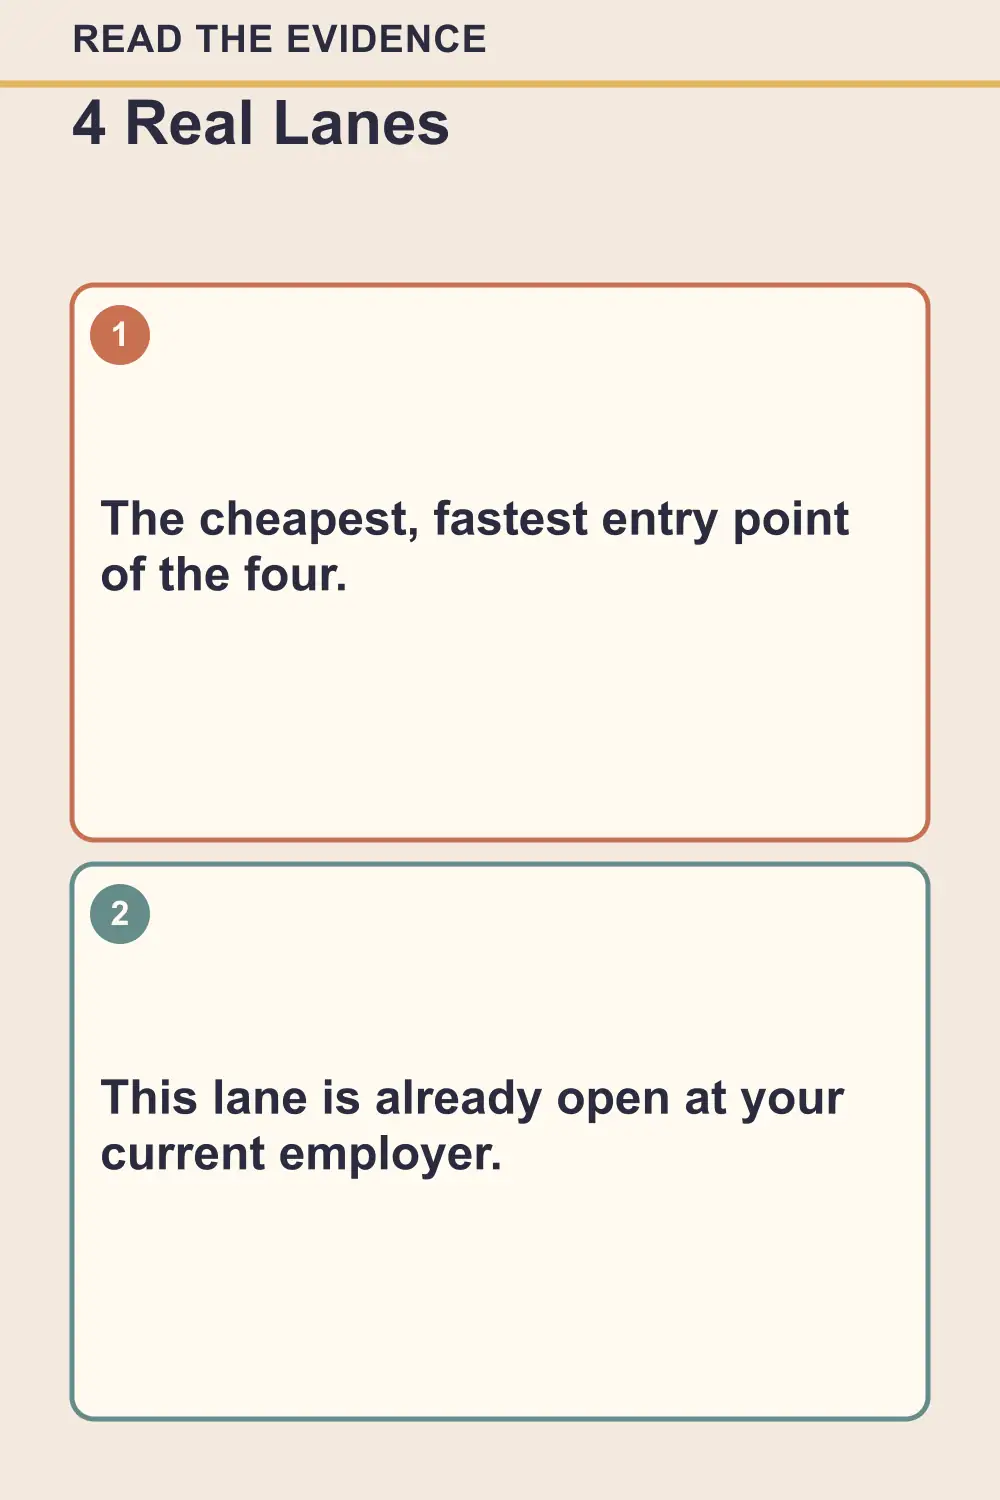 READ THE EVIDENCE
4 Real Lanes
1
The cheapest, fastest entry point
of the four.
2
This lane is already open at your
current employer.